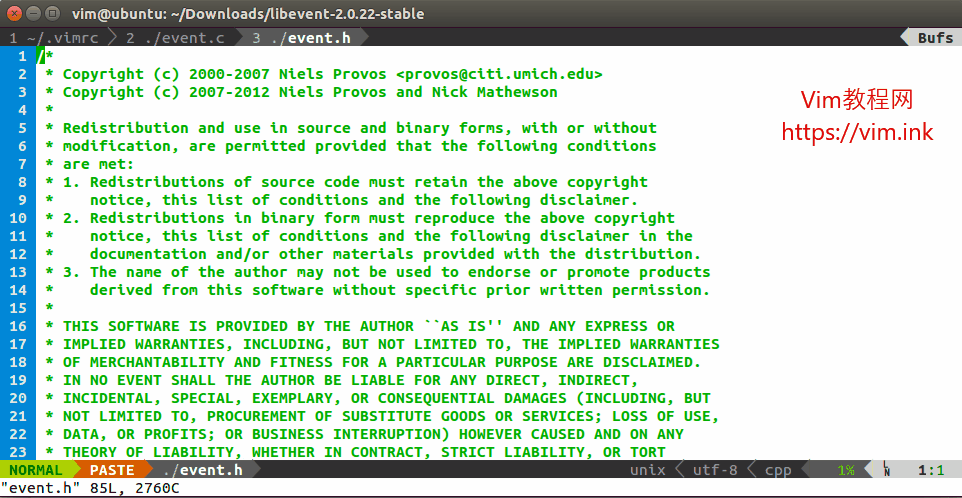 vim@ubuntu: ~/Downloads/libevent-2.0.22-stable
1 ~/.vimrc 2 ./event.c 3 ./event.h Bufs
1 /*
2 * Copyright (c) 2000-2007 Niels Provos <provos@citi.umich.edu>
3 * Copyright (c) 2007-2012 Niels Provos and Nick Mathewson
4 *
5 * Redistribution and use in source and binary forms, with or without
6 * modification, are permitted provided that the following conditions
7 * are met:
8 * 1. Redistributions of source code must retain the above copyright
9 *    notice, this list of conditions and the following disclaimer.
10 * 2. Redistributions in binary form must reproduce the above copyright
11 *    notice, this list of conditions and the following disclaimer in the
12 *    documentation and/or other materials provided with the distribution.
13 * 3. The name of the author may not be used to endorse or promote products
14 *    derived from this software without specific prior written permission.
15 *
16 * THIS SOFTWARE IS PROVIDED BY THE AUTHOR ``AS IS'' AND ANY EXPRESS OR
17 * IMPLIED WARRANTIES, INCLUDING, BUT NOT LIMITED TO, THE IMPLIED WARRANTIES
18 * OF MERCHANTABILITY AND FITNESS FOR A PARTICULAR PURPOSE ARE DISCLAIMED.
19 * IN NO EVENT SHALL THE AUTHOR BE LIABLE FOR ANY DIRECT, INDIRECT,
20 * INCIDENTAL, SPECIAL, EXEMPLARY, OR CONSEQUENTIAL DAMAGES (INCLUDING, BUT
21 * NOT LIMITED TO, PROCUREMENT OF SUBSTITUTE GOODS OR SERVICES; LOSS OF USE,
22 * DATA, OR PROFITS; OR BUSINESS INTERRUPTION) HOWEVER CAUSED AND ON ANY
23 * THEORY OF LIABILITY, WHETHER IN CONTRACT, STRICT LIABILITY, OR TORT
Vim教程网
https://vim.ink
NORMAL PASTE ./event.h unix utf-8 cpp 1% LN 1:1
"event.h" 85L, 2760C